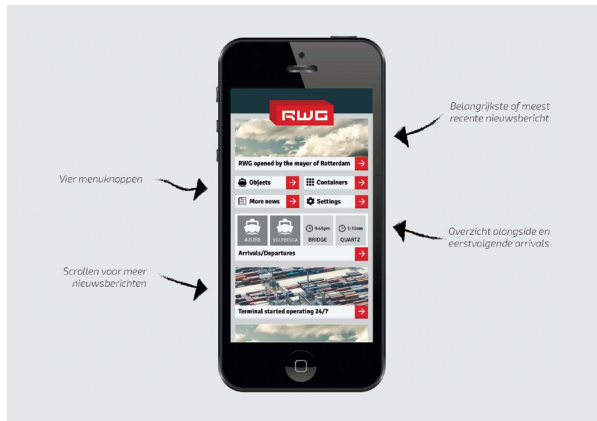 RWG
Belangrijkste of meest
recente nieuwsbericht
RWG opened by the mayor of Rotterdam
Vier menuknoppen
Objects
Containers
More news
Settings
9:45pm
1:30am
AZURE
VULPECULA
BRIDGE
QUARTZ
Overzicht alongside en
eerstvolgende arrivals
Arrivals/Departures
Scrollen voor meer
nieuwsberichten
Terminal started operating 24/7